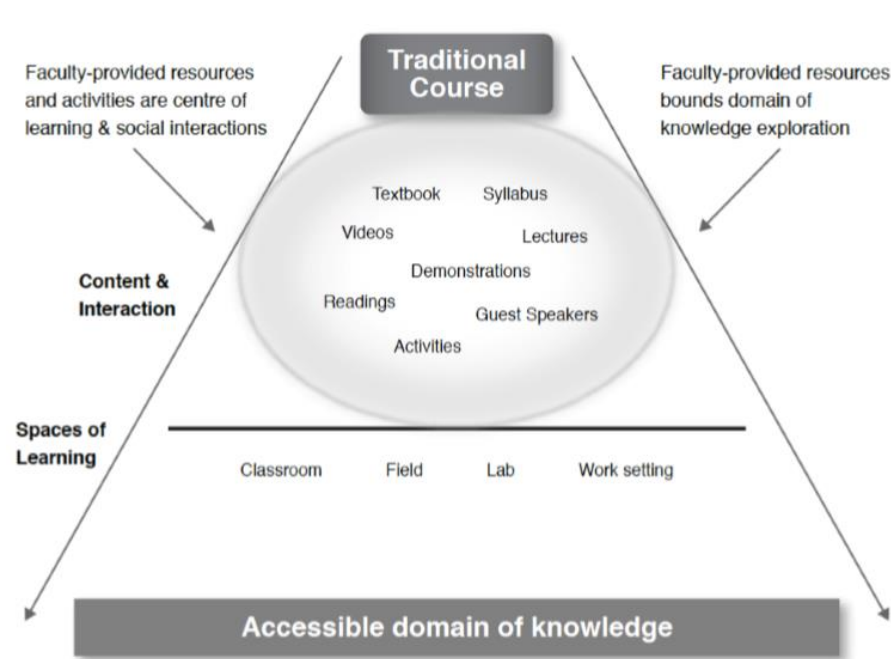 Traditional
Course
Faculty-provided resources
and activities are centre of
learning & social interactions
Faculty-provided resources
bounds domain of
knowledge exploration
Textbook Syllabus
Videos Lectures
Demonstrations
Readings Guest Speakers
Activities
Content &
Interaction
Spaces of
Learning
Classroom Field Lab Work setting
Accessible domain of knowledge